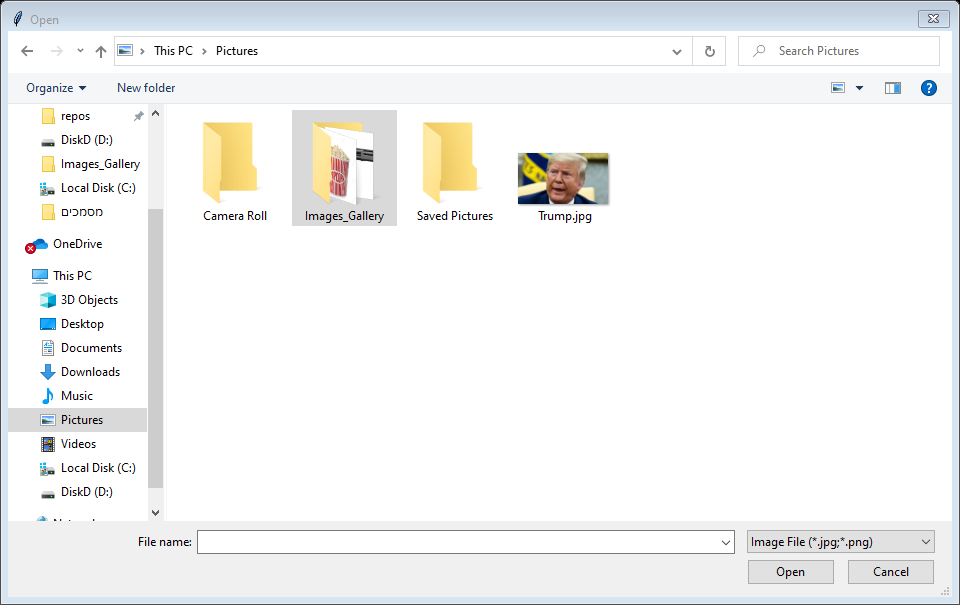 Open
This PC
Pictures
Search Pictures
Organize
New folder
repos
DiskD (D:)
Images_Gallery
Local Disk (C:)
מסמכים
OneDrive
This PC
3D Objects
Desktop
Documents
Downloads
Music
Pictures
Videos
Local Disk (C:)
DiskD (D:)
Camera Roll
Images_Gallery
Saved Pictures
Trump.jpg
File name:
Image File (*.jpg;*.png)
Open
Cancel